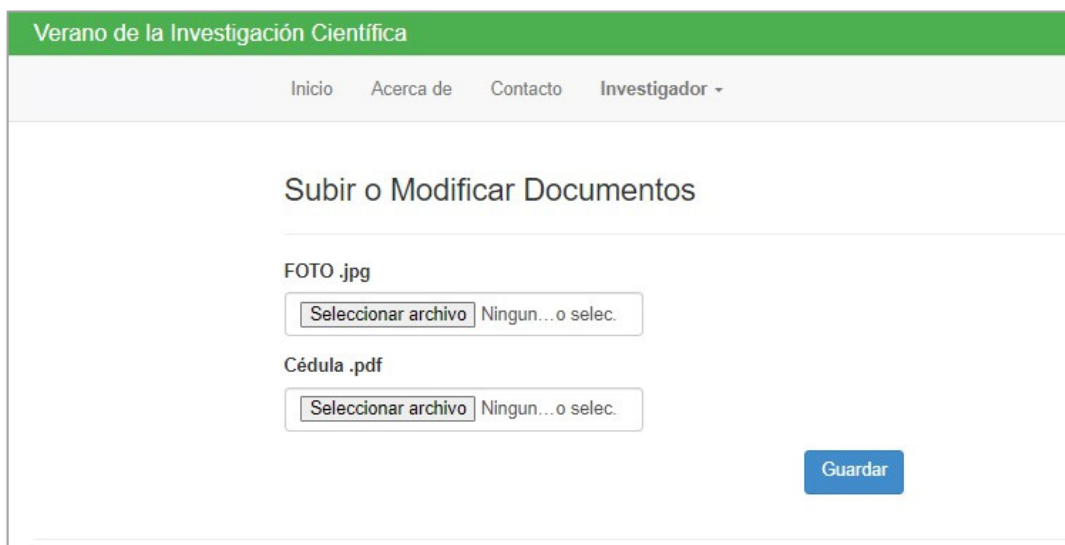 Verano de la Investigación Científica
Inicio Acerca de Contacto Investigador
Subir o Modificar Documentos
FOTO .jpg
Seleccionar archivo Ningun…o selec.
Cédula .pdf
Seleccionar archivo Ningun…o selec.
Guardar